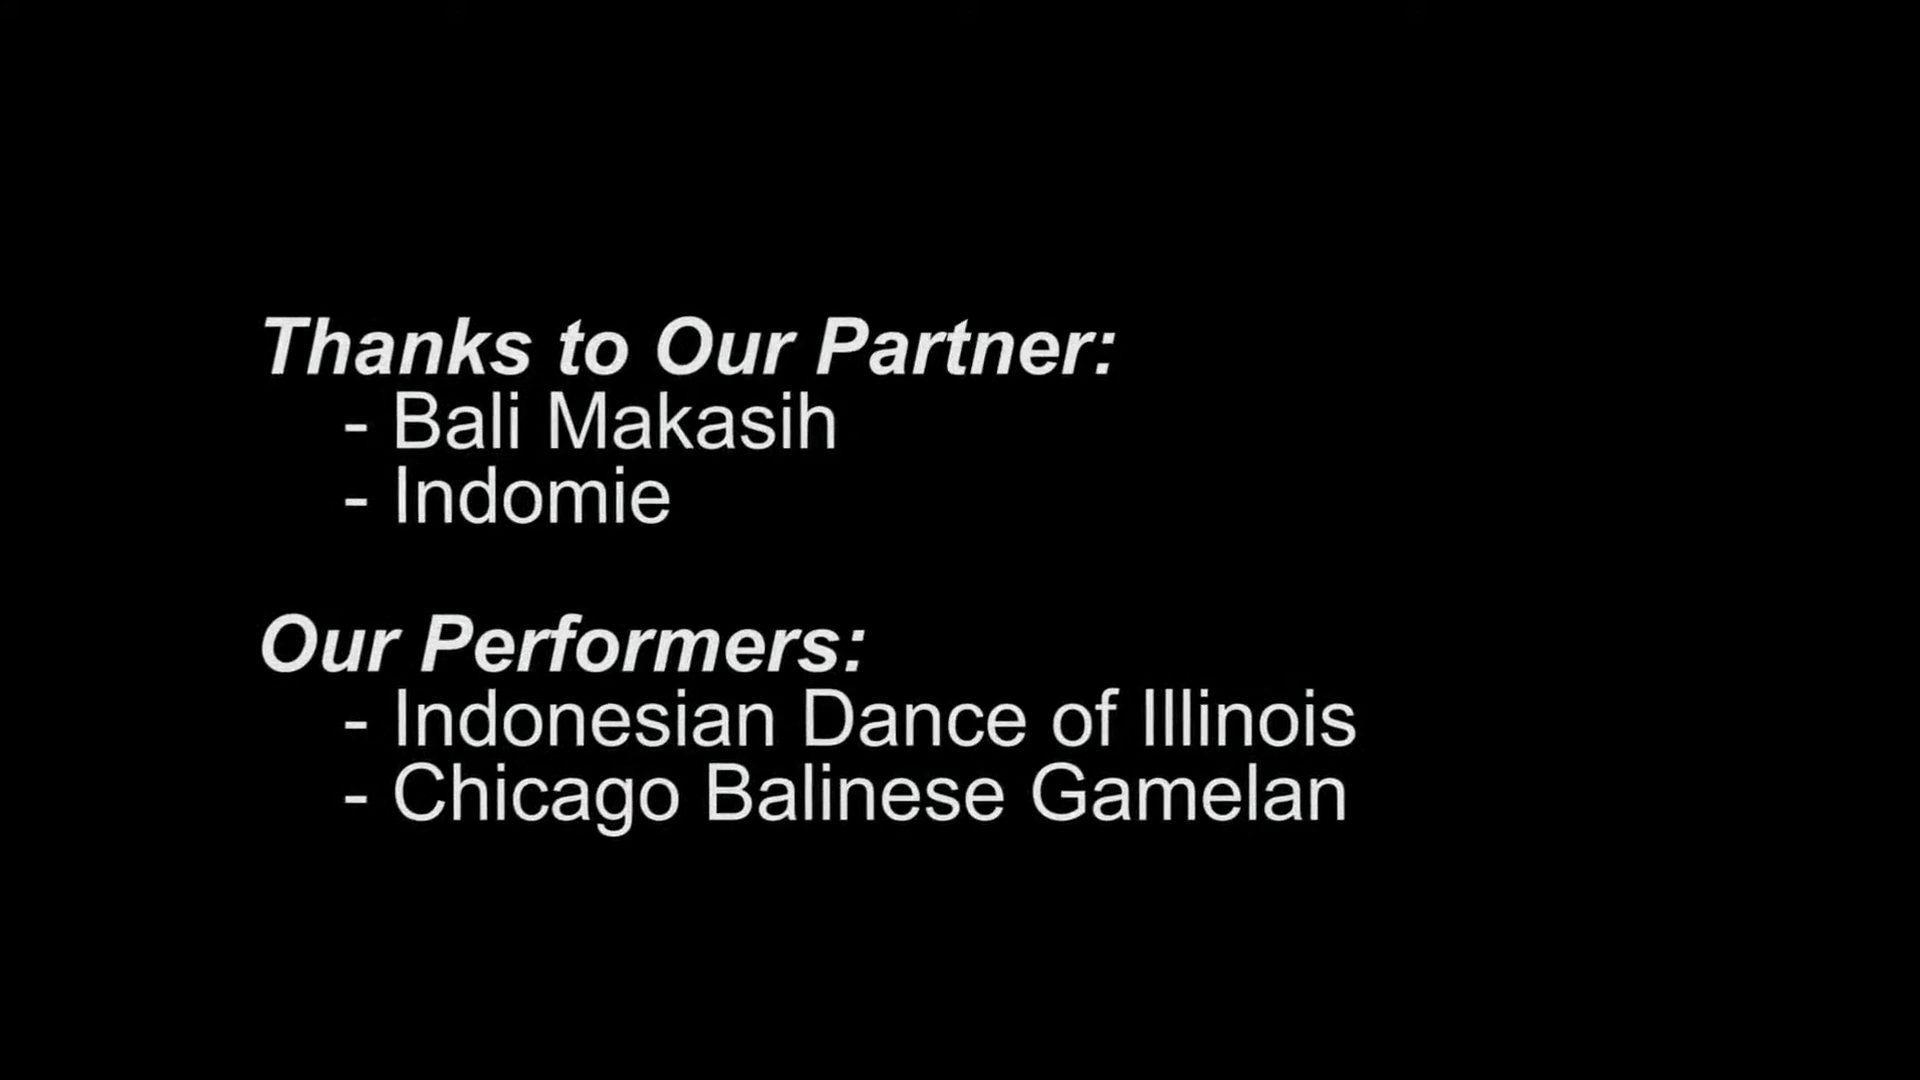 Thanks to Our Partner:
- Bali Makasih
- Indomie
Our Performers:
- Indonesian Dance of Illinois
- Chicago Balinese Gamelan